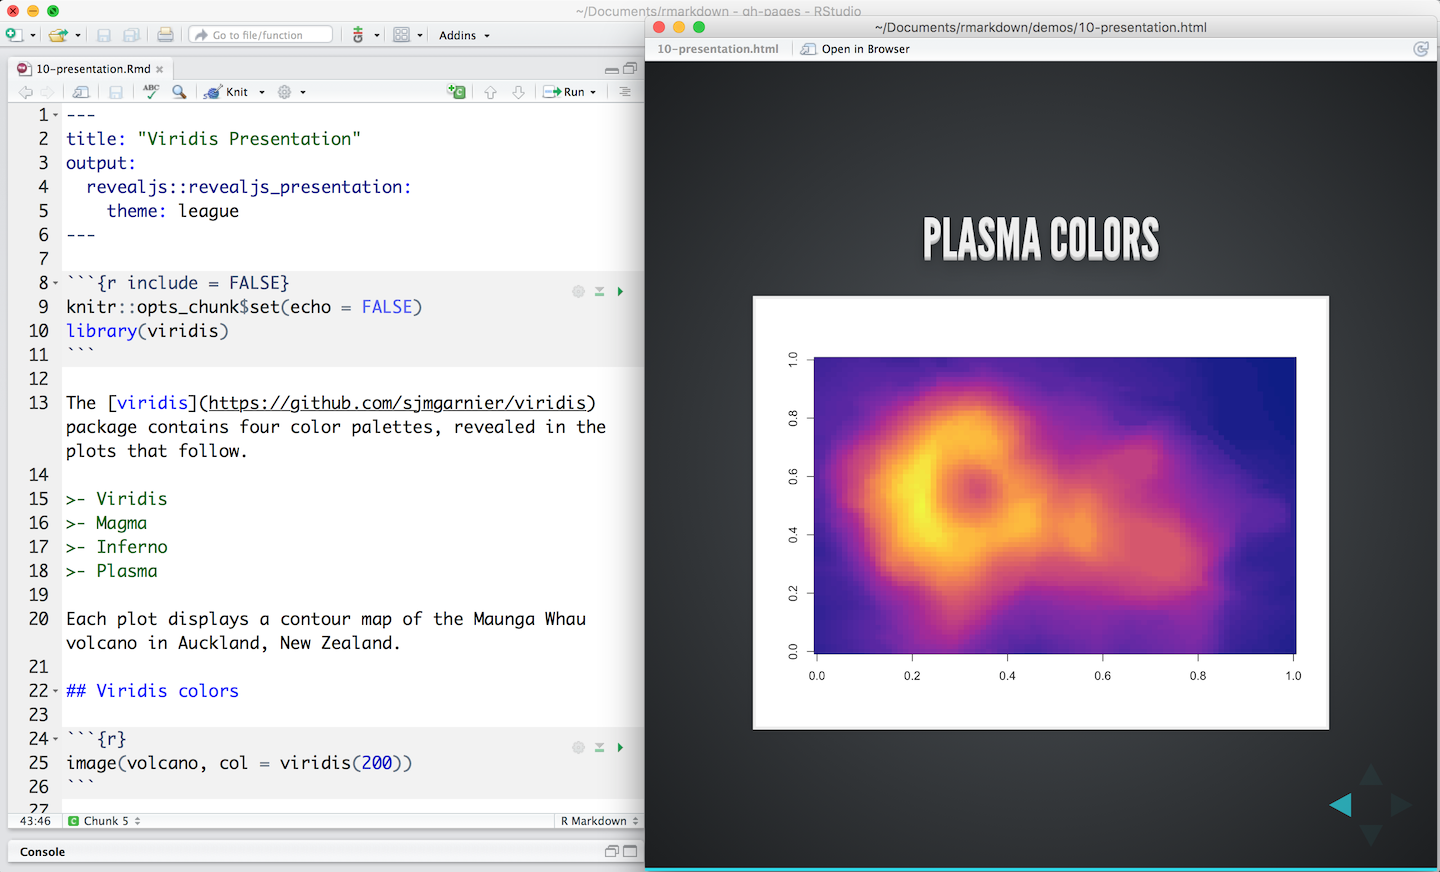 ~/Documents/rmarkdown - gh-pages - RStudio
Go to file/function
Addins
10-presentation.Rmd
ABC
Knit
Run
1 ---
2 title: "Viridis Presentation"
3 output:
4   revealjs::revealjs_presentation:
5     theme: league
6 ---
7
8 ```{r include = FALSE}
9 knitr::opts_chunk$set(echo = FALSE)
10 library(viridis)
11 ```
12
13 The [viridis](https://github.com/sjmgarnier/viridis)
package contains four color palettes, revealed in the
plots that follow.
14
15 >- Viridis
16 >- Magma
17 >- Inferno
18 >- Plasma
19
20 Each plot displays a contour map of the Maunga Whau
volcano in Auckland, New Zealand.
21
22 ## Viridis colors
23
24 ```{r}
25 image(volcano, col = viridis(200))
26 ```
27
43:46
C Chunk 5
R Markdown
Console
~/Documents/rmarkdown/demos/10-presentation.html
10-presentation.html
Open in Browser
PLASMA COLORS
1.0
0.8
0.6
0.4
0.2
0.0
0.0 0.2 0.4 0.6 0.8 1.0